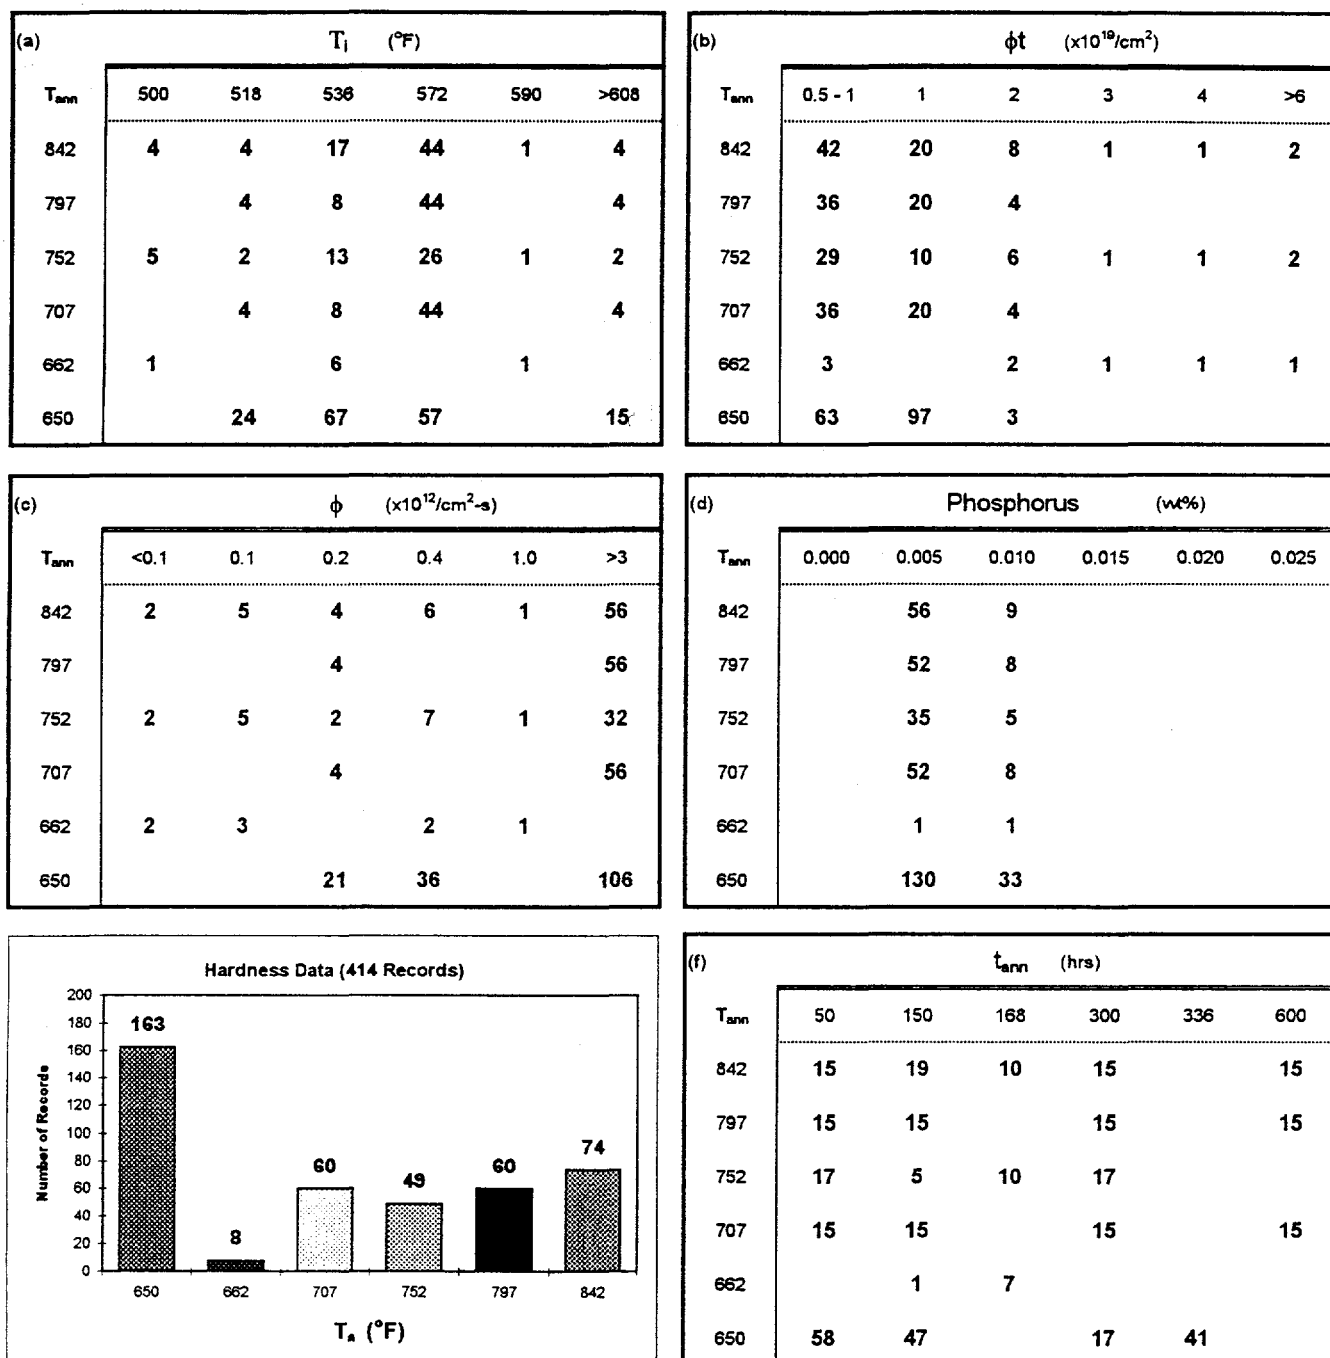 (a) Ti (°F)
Tann 500 518 536 572 590 >608
842 4 4 17 44 1 4
797 4 8 44 4
752 5 2 13 26 1 2
707 4 8 44 4
662 1 6 1
650 24 67 57 15
(b) ϕt (x10¹⁹/cm²)
Tann 0.5 - 1 1 2 3 4 >6
842 42 20 8 1 1 2
797 36 20 4
752 29 10 6 1 1 2
707 36 20 4
662 3 2 1 1 1
650 63 97 3
(c) ϕ (x10¹²/cm²-s)
Tann <0.1 0.1 0.2 0.4 1.0 >3
842 2 5 4 6 1 56
797 4 56
752 2 5 2 7 1 32
707 4 56
662 2 3 2 1
650 21 36 106
(d) Phosphorus (wt%)
Tann 0.000 0.005 0.010 0.015 0.020 0.025
842 56 9
797 52 8
752 35 5
707 52 8
662 1 1
650 130 33
Hardness Data (414 Records)
Number of Records
200
180
160
140
120
100
80
60
40
20
0
163 8 60 49 60 74
650 662 707 752 797 842
Ta (°F)
(f) tann (hrs)
Tann 50 150 168 300 336 600
842 15 19 10 15 15
797 15 15 15 15
752 17 5 10 17
707 15 15 15 15
662 1 7
650 58 47 17 41